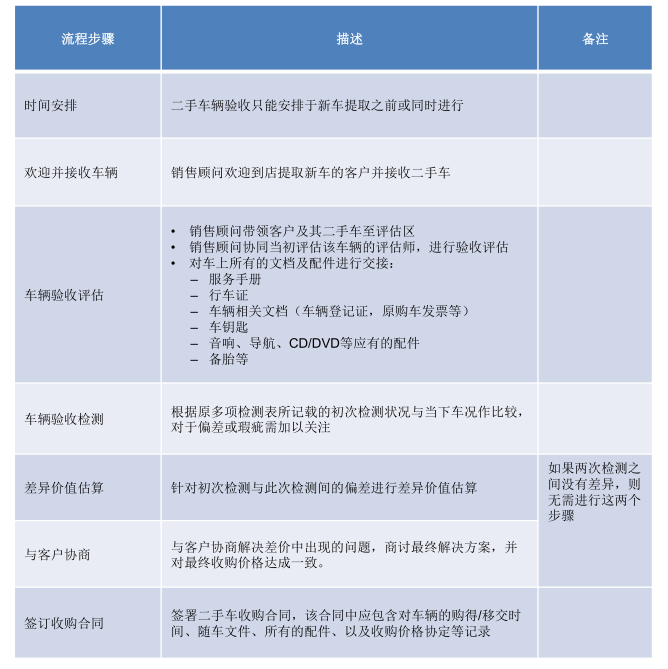 流程步骤
描述
备注
时间安排
二手车辆验收只能安排于新车提取之前或同时进行
欢迎并接收车辆
销售顾问欢迎到店提取新车的客户并接收二手车
车辆验收评估
• 销售顾问带领客户及其二手车至评估区
• 销售顾问协同当初评估该车辆的评估师，进行验收评估
• 对车上所有的文档及配件进行交接：
– 服务手册
– 行车证
– 车辆相关文档（车辆登记证，原购车发票等）
– 车钥匙
– 音响、导航、CD/DVD等应有的配件
– 备胎等
车辆验收检测
根据原多项检测表所记载的初次检测状况与当下车况作比较，
对于偏差或瑕疵需加以关注
差异价值估算
针对初次检测与此次检测间的偏差进行差异价值估算
如果两次检测之
间没有差异，则
无需进行这两个
步骤
与客户协商
与客户协商解决差价中出现的问题，商讨最终解决方案，并
对最终收购价格达成一致。
签订收购合同
签署二手车收购合同，该合同中应包含对车辆的购得/移交时
间、随车文件、所有的配件、以及收购价格协定等记录